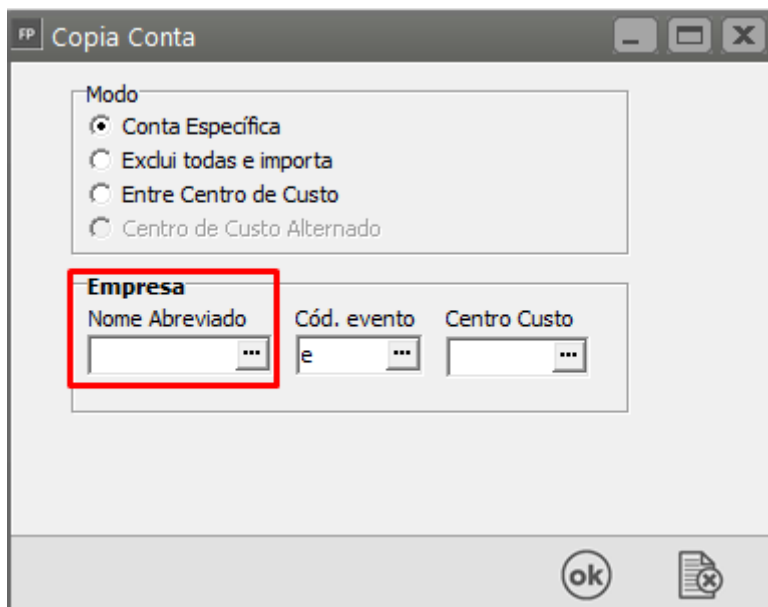 FP Copia Conta
Modo
Conta Específica
Exclui todas e importa
Entre Centro de Custo
Centro de Custo Alternado
Empresa
Nome Abreviado Cód. evento Centro Custo
... e ... ...
ok